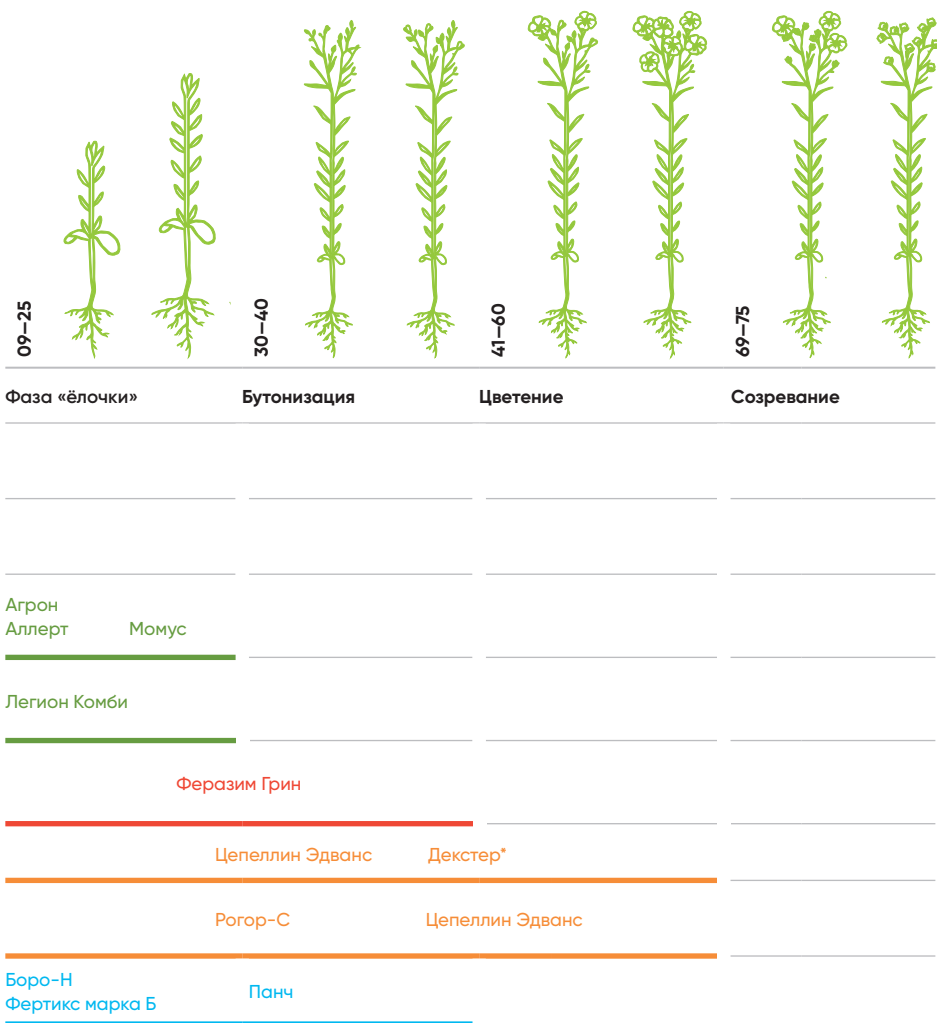 09–25
30–40
41–60
69–75
Фаза «ёлочки»
Бутонизация
Цветение
Созревание
Агрон
Аллерт Момус
Легион Комби
Феразим Грин
Цепеллин Эдванс Декстер*
Рогор-С Цепеллин Эдванс
Боро-Н
Фертикс марка Б
Панч